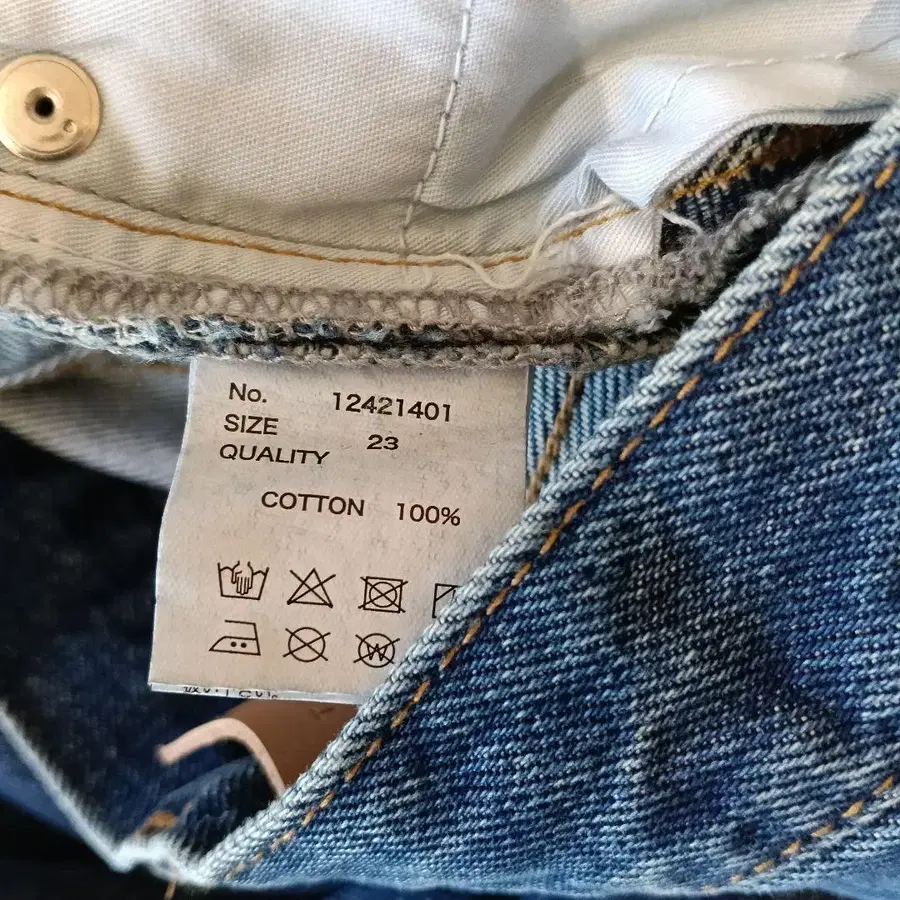 No. 12421401
SIZE 23
QUALITY
COTTON 100%
W